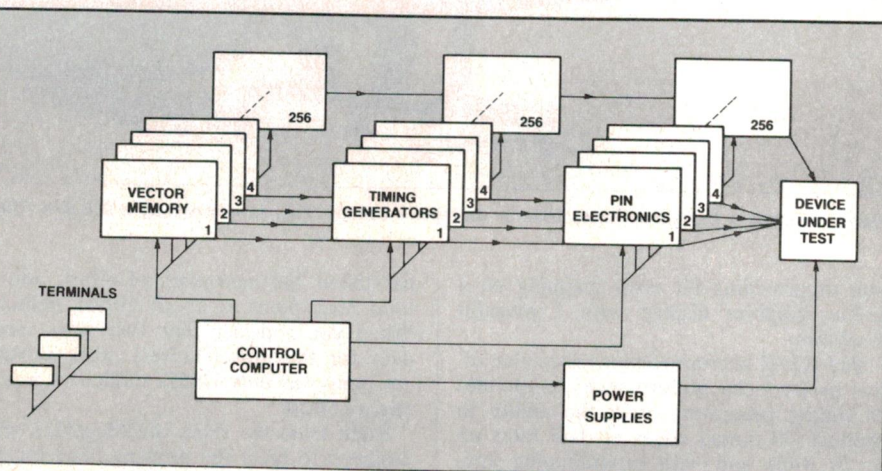 256
256
256
4
3
2
1
VECTOR
MEMORY
4
3
2
1
TIMING
GENERATORS
4
3
2
1
PIN
ELECTRONICS
DEVICE
UNDER
TEST
TERMINALS
CONTROL
COMPUTER
POWER
SUPPLIES